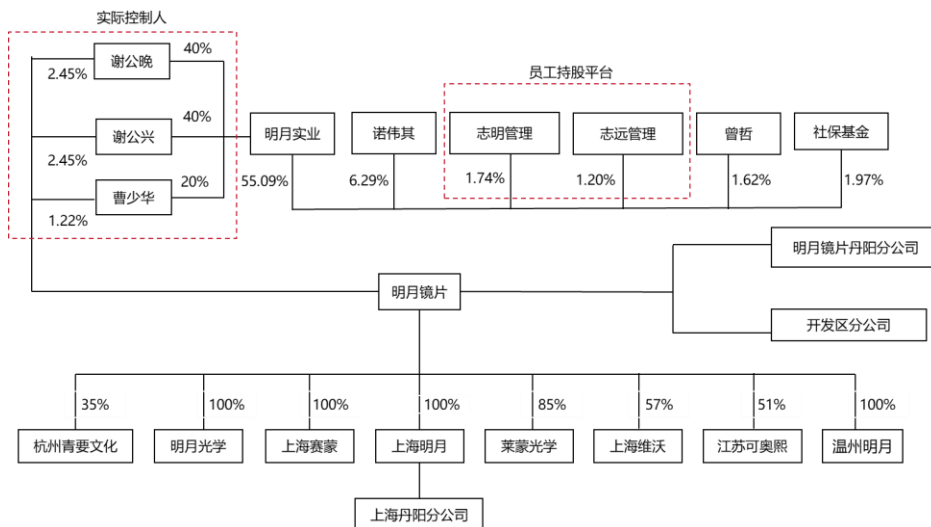 实际控制人
谢公晚
40%
2.45%
员工持股平台
谢公兴
40%
2.45%
明月实业
诺伟其
志明管理
志远管理
曾哲
社保基金
曹少华
20%
1.22%
55.09%
6.29%
1.74%
1.20%
1.62%
1.97%
明月镜片丹阳分公司
明月镜片
开发区分公司
35%
100%
100%
100%
85%
57%
51%
100%
杭州青要文化
明月光学
上海赛蒙
上海明月
莱蒙光学
上海维沃
江苏可奥熙
温州明月
上海丹阳分公司